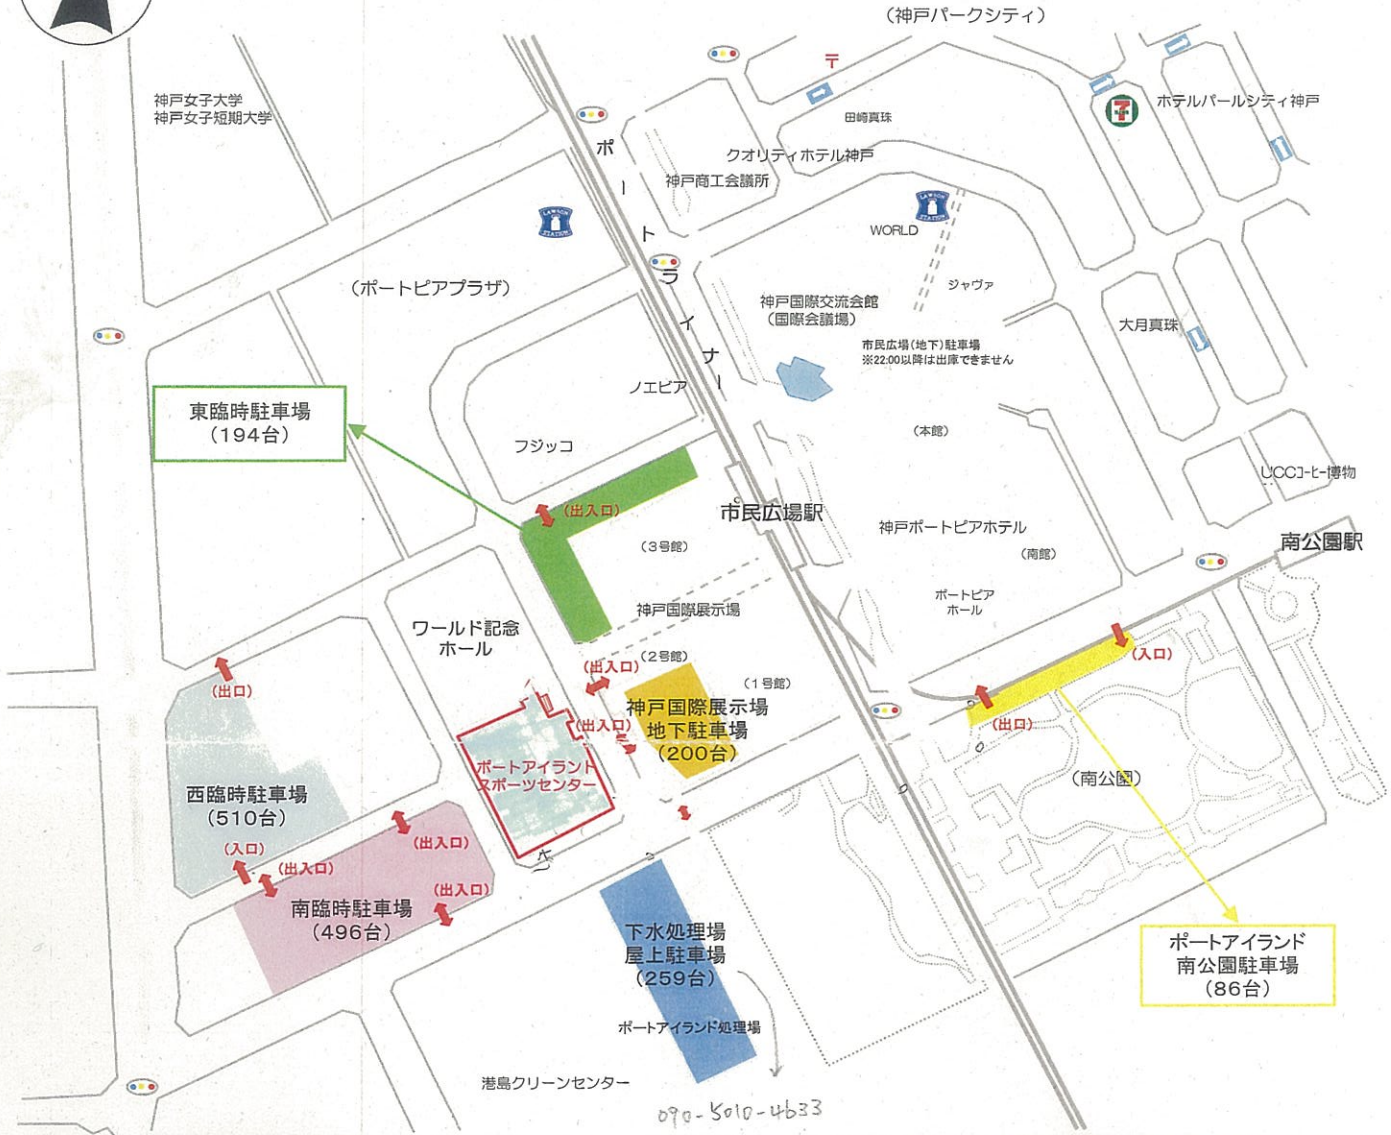 (神戸パークシティ)
〒
神戸女子大学
神戸女子短期大学
田崎真珠
ホテルパールシティ神戸
クオリティホテル神戸
神戸商工会議所
ポートライナー
LAWSON
STATION
LAWSON
STATION
WORLD
ジャヴァ
(ポートピアプラザ)
神戸国際交流会館
(国際会議場)
大月真珠
市民広場(地下)駐車場
※22:00以降は出庫できません
ノエビア
東臨時駐車場
(194台)
フジッコ
(本館)
UCCコーヒー博物
(出入口)
市民広場駅
神戸ポートピアホテル
(南館)
南公園駅
(3号館)
ポートピア
ホール
神戸国際展示場
ワールド記念
ホール
(2号館)
(1号館)
(出入口)
(入口)
(出口)
神戸国際展示場
地下駐車場
(200台)
(出入口)
(出口)
ポートアイランド
スポーツセンター
(南公園)
西臨時駐車場
(510台)
(入口)
(出入口)
(出入口)
(出入口)
南臨時駐車場
(496台)
下水処理場
屋上駐車場
(259台)
ポートアイランド
南公園駐車場
(86台)
ポートアイランド処理場
港島クリーンセンター
090-5010-4633